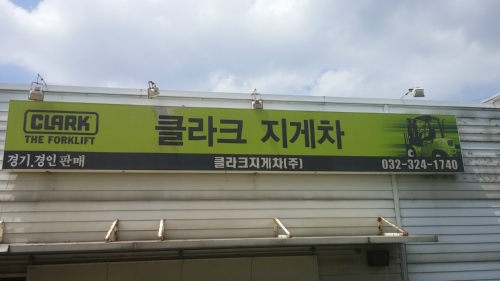 CLARK
THE FORKLIFT
클라크 지게차
경기,경인 판매
클라크지게차(주)
032-324-1740